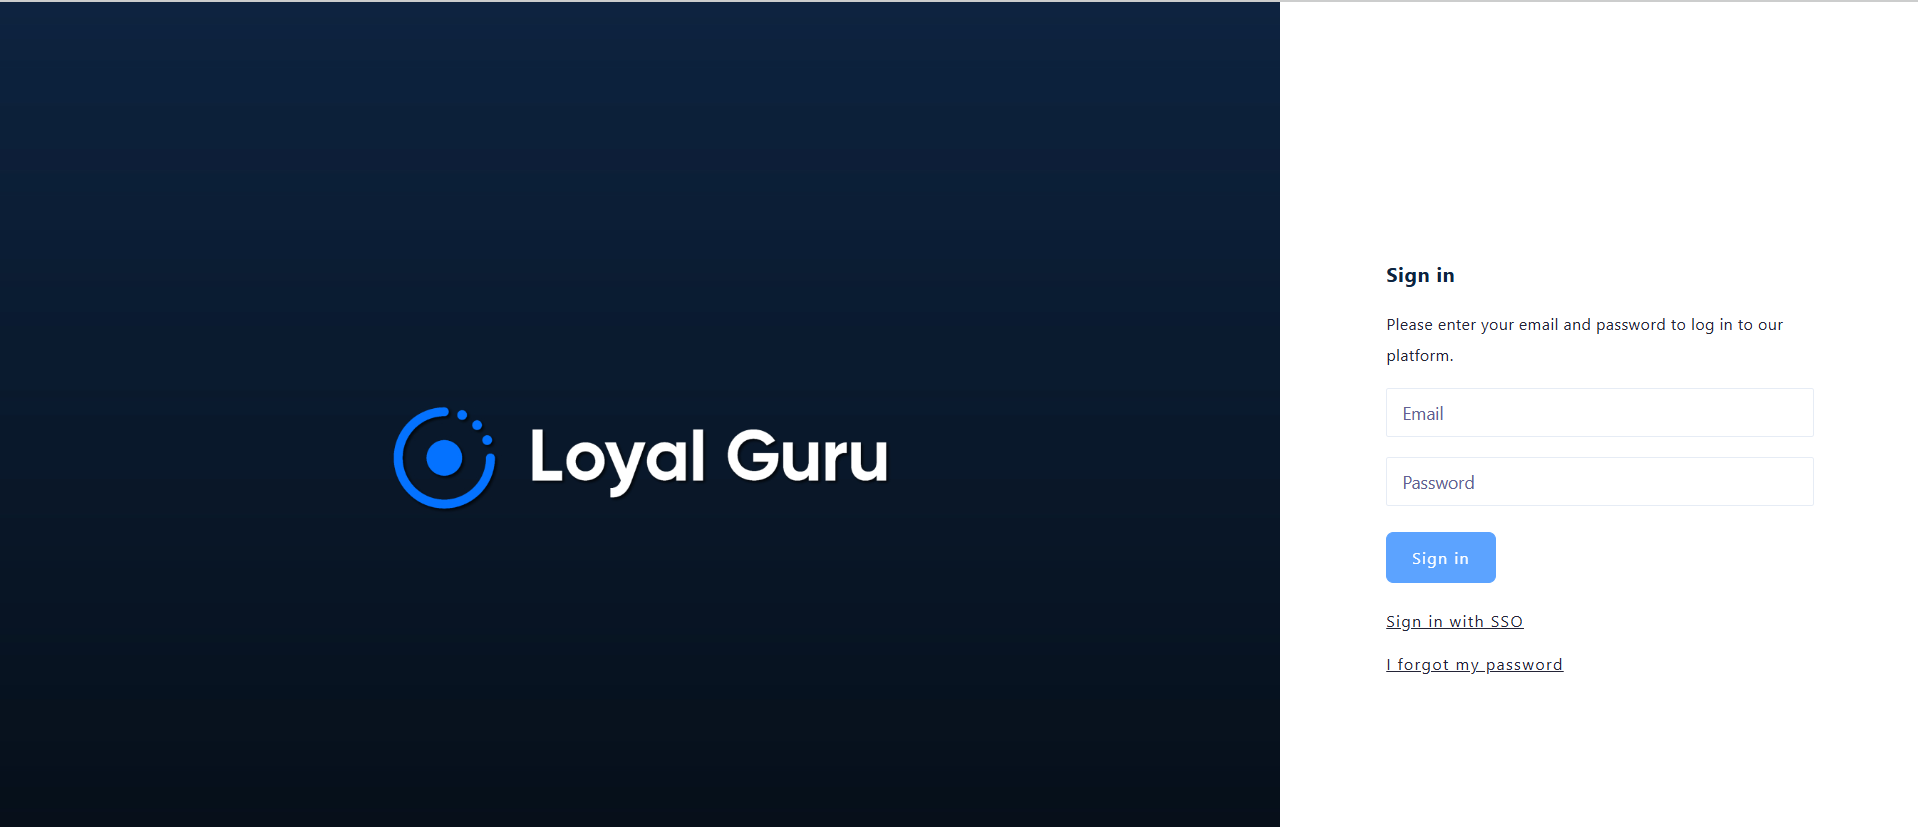 Loyal Guru
Sign in
Please enter your email and password to log in to our
platform.
Email
Password
Sign in
Sign in with SSO
I forgot my password